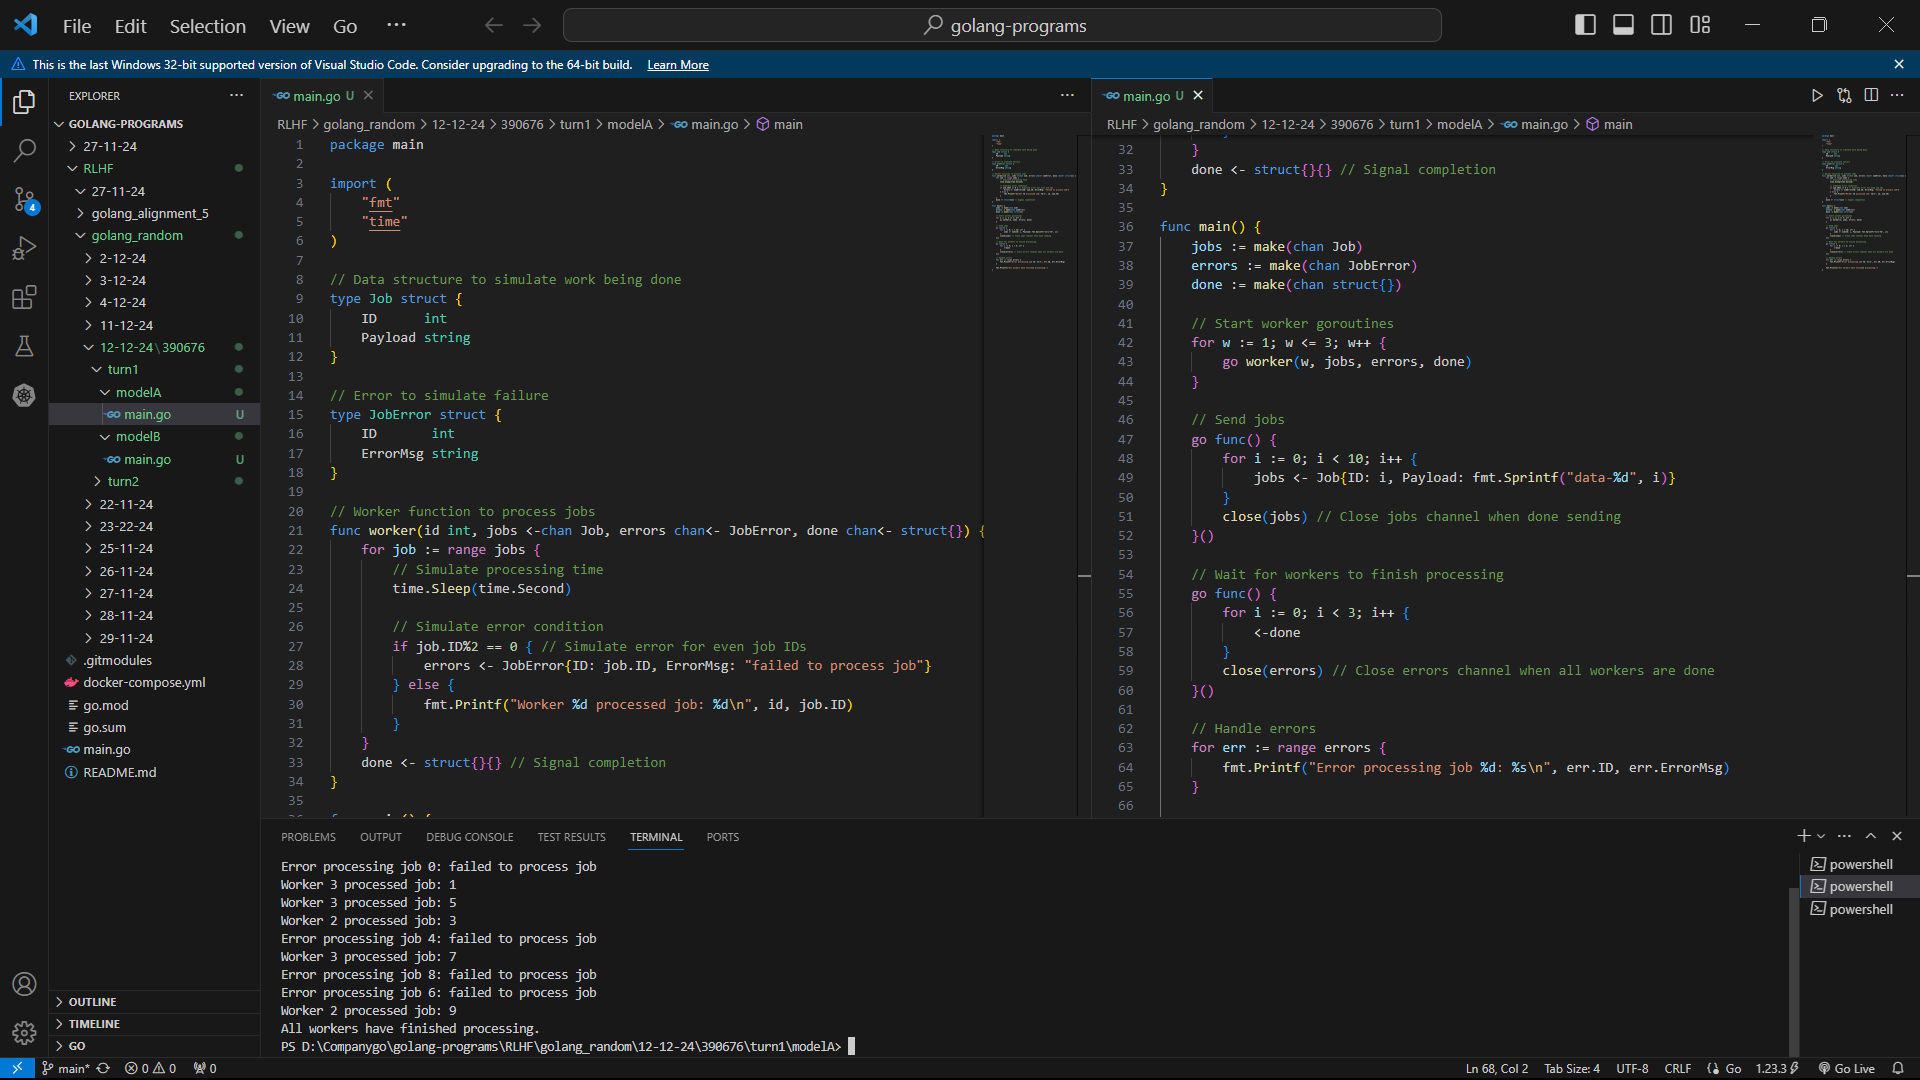 File Edit Selection View Go ··· golang-programs
This is the last Windows 32-bit supported version of Visual Studio Code. Consider upgrading to the 64-bit build. Learn More
EXPLORER
GOLANG-PROGRAMS
27-11-24
RLHF
27-11-24
golang_alignment_5
golang_random
2-12-24
3-12-24
4-12-24
11-12-24
12-12-24\390676
turn1
modelA
main.go U
modelB
main.go U
turn2
22-11-24
23-22-24
25-11-24
26-11-24
27-11-24
28-11-24
29-11-24
.gitmodules
docker-compose.yml
go.mod
go.sum
main.go
README.md
OUTLINE
TIMELINE
GO
4
main.go U
RLHF > golang_random > 12-12-24 > 390676 > turn1 > modelA > main.go > main
1 package main
2
3 import (
4     "fmt"
5     "time"
6 )
7
8 // Data structure to simulate work being done
9 type Job struct {
10     ID      int
11     Payload string
12 }
13
14 // Error to simulate failure
15 type JobError struct {
16     ID       int
17     ErrorMsg string
18 }
19
20 // Worker function to process jobs
21 func worker(id int, jobs <-chan Job, errors chan<- JobError, done chan<- struct{}) {
22     for job := range jobs {
23         // Simulate processing time
24         time.Sleep(time.Second)
25
26         // Simulate error condition
27         if job.ID%2 == 0 { // Simulate error for even job IDs
28             errors <- JobError{ID: job.ID, ErrorMsg: "failed to process job"}
29         } else {
30             fmt.Printf("Worker %d processed job: %d\n", id, job.ID)
31         }
32     }
33     done <- struct{}{} // Signal completion
34 }
35
main.go U
RLHF > golang_random > 12-12-24 > 390676 > turn1 > modelA > main.go > main
32     }
33     done <- struct{}{} // Signal completion
34 }
35
36 func main() {
37     jobs := make(chan Job)
38     errors := make(chan JobError)
39     done := make(chan struct{})
40
41     // Start worker goroutines
42     for w := 1; w <= 3; w++ {
43         go worker(w, jobs, errors, done)
44     }
45
46     // Send jobs
47     go func() {
48         for i := 0; i < 10; i++ {
49             jobs <- Job{ID: i, Payload: fmt.Sprintf("data-%d", i)}
50         }
51         close(jobs) // Close jobs channel when done sending
52     }()
53
54     // Wait for workers to finish processing
55     go func() {
56         for i := 0; i < 3; i++ {
57             <-done
58         }
59         close(errors) // Close errors channel when all workers are done
60     }()
61
62     // Handle errors
63     for err := range errors {
64         fmt.Printf("Error processing job %d: %s\n", err.ID, err.ErrorMsg)
65     }
66
PROBLEMS OUTPUT DEBUG CONSOLE TEST RESULTS TERMINAL PORTS
Error processing job 0: failed to process job
Worker 3 processed job: 1
Worker 3 processed job: 5
Worker 2 processed job: 3
Error processing job 4: failed to process job
Worker 3 processed job: 7
Error processing job 8: failed to process job
Error processing job 6: failed to process job
Worker 2 processed job: 9
All workers have finished processing.
PS D:\Companygo\golang-programs\RLHF\golang_random\12-12-24\390676\turn1\modelA>
powershell
powershell
powershell
main* 0 0 0 Ln 68, Col 2 Tab Size: 4 UTF-8 CRLF Go 1.23.3 Go Live